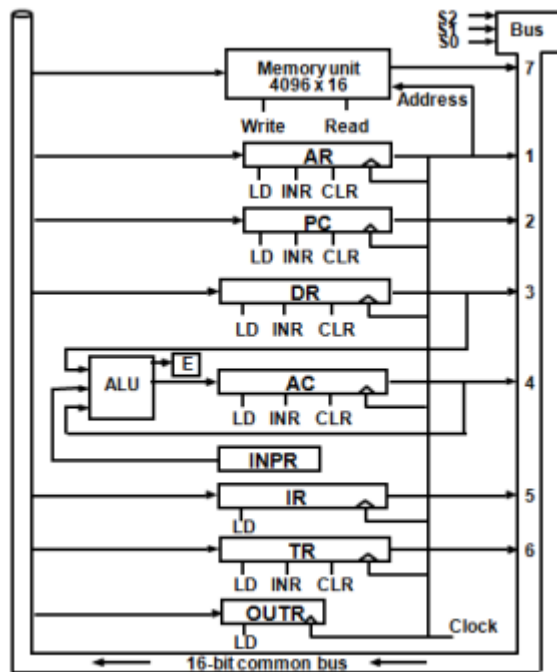 S2
S1
S0
Bus
Memory unit
4096 x 16
7
Address
Write Read
AR
1
LD INR CLR
PC
2
LD INR CLR
DR
3
LD INR CLR
E
ALU
AC
4
LD INR CLR
INPR
IR
5
LD
TR
6
LD INR CLR
OUTR
Clock
LD
16-bit common bus